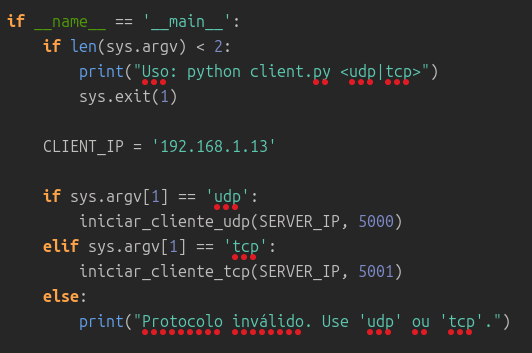 if __name__ == '__main__':
    if len(sys.argv) < 2:
        print("Uso: python client.py <udp|tcp>")
        sys.exit(1)

    CLIENT_IP = '192.168.1.13'

    if sys.argv[1] == 'udp':
        iniciar_cliente_udp(SERVER_IP, 5000)
    elif sys.argv[1] == 'tcp':
        iniciar_cliente_tcp(SERVER_IP, 5001)
    else:
        print("Protocolo inválido. Use 'udp' ou 'tcp'.")